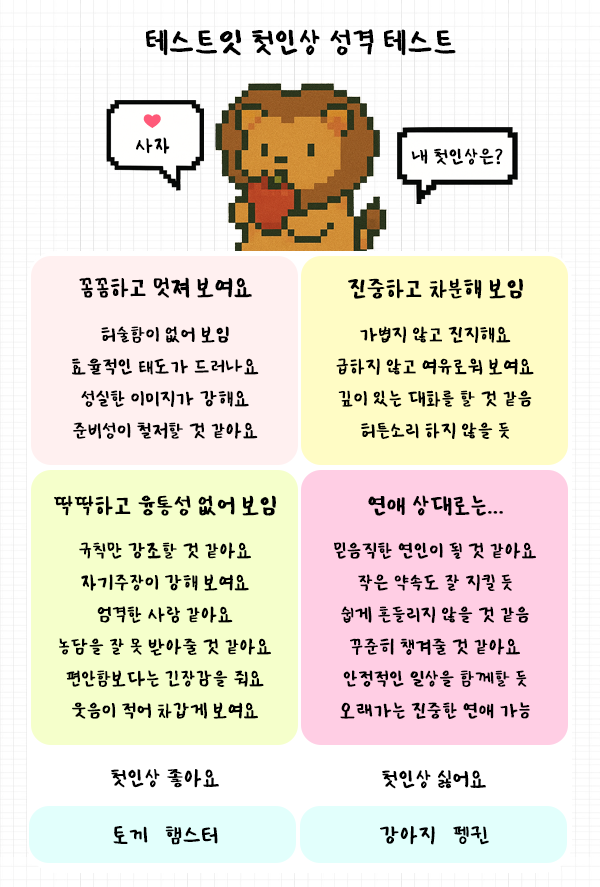 테스트잇 첫인상 성격 테스트
사자
내 첫인상은?
꼼꼼하고 멋져 보여요
허술함이 없어 보임
효율적인 태도가 드러나요
성실한 이미지가 강해요
준비성이 철저할 것 같아요
진중하고 차분해 보임
가볍지 않고 진지해요
급하지 않고 여유로워 보여요
깊이 있는 대화를 할 것 같음
허튼소리 하지 않을 듯
딱딱하고 융통성 없어 보임
규칙만 강조할 것 같아요
자기주장이 강해 보여요
엄격한 사람 같아요
농담을 잘 못 받아줄 것 같아요
편안함보다는 긴장감을 줘요
웃음이 적어 차갑게 보여요
연애 상대로는...
믿음직한 연인이 될 것 같아요
작은 약속도 잘 지킬 듯
쉽게 흔들리지 않을 것 같음
꾸준히 챙겨줄 것 같아요
안정적인 일상을 함께할 듯
오래가는 진중한 연애 가능
첫인상 좋아요
첫인상 싫어요
토끼 햄스터
강아지 펭귄